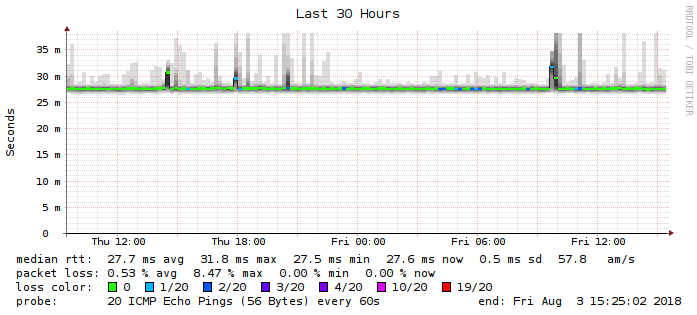 Last 30 Hours
RRDTOOL / TOBI OETIKER
Seconds
35 m
30 m
25 m
20 m
15 m
10 m
5 m
0
Thu 12:00 Thu 18:00 Fri 00:00 Fri 06:00 Fri 12:00
median rtt: 27.7 ms avg 31.8 ms max 27.5 ms min 27.6 ms now 0.5 ms sd 57.8 am/s
packet loss: 0.53 % avg 8.47 % max 0.00 % min 0.00 % now
loss color: 0 1/20 2/20 3/20 4/20 10/20 19/20
probe: 20 ICMP Echo Pings (56 Bytes) every 60s end: Fri Aug 3 15:25:02 2018